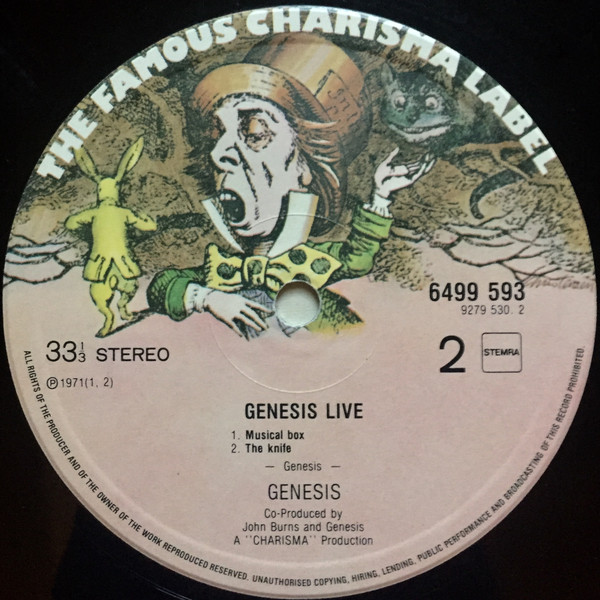 THE FAMOUS CHARISMA LABEL
6499 593
9279 530. 2
33⅓ STEREO
2
STEMRA
℗ 1971(1, 2)
GENESIS LIVE
1. Musical box
2. The knife
— Genesis —
GENESIS
Co-Produced by
John Burns and Genesis
A "CHARISMA" Production
ALL RIGHTS OF THE PRODUCER AND OF THE OWNER OF THE WORK REPRODUCED RESERVED. UNAUTHORISED COPYING, HIRING, LENDING, PUBLIC PERFORMANCE AND BROADCASTING OF THIS RECORD PROHIBITED.